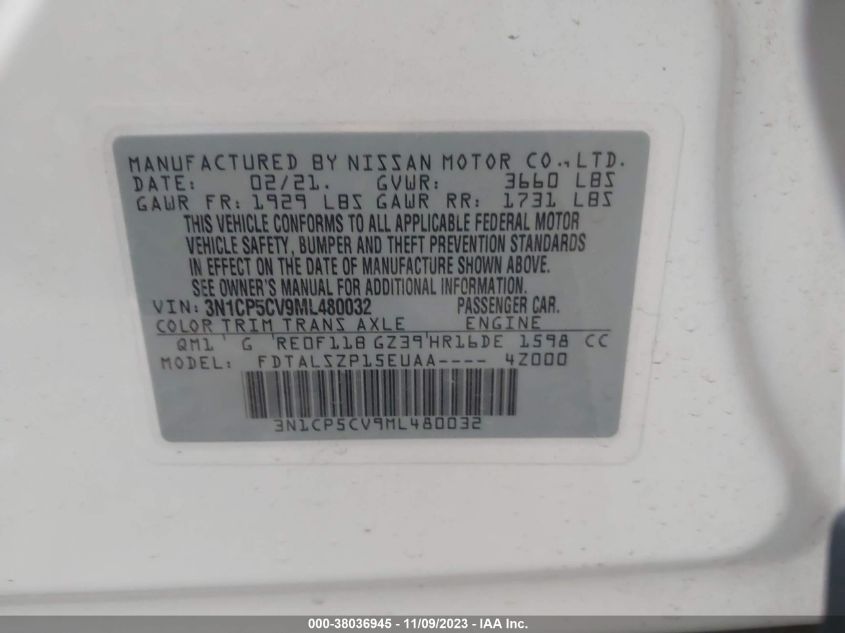 MANUFACTURED BY NISSAN MOTOR CO., LTD.
DATE: 02/21. GVWR: 3660 LBS
GAWR FR: 1929 LBS GAWR RR: 1731 LBS
THIS VEHICLE CONFORMS TO ALL APPLICABLE FEDERAL MOTOR
VEHICLE SAFETY, BUMPER AND THEFT PREVENTION STANDARDS
IN EFFECT ON THE DATE OF MANUFACTURE SHOWN ABOVE.
SEE OWNER'S MANUAL FOR ADDITIONAL INFORMATION.
VIN: 3N1CP5CV9ML480032 PASSENGER CAR.
COLOR TRIM TRANS AXLE ENGINE
QM1 G RE0F11B GZ39 HR16DE 1598 CC
MODEL: FDTALSZP15EUAA---- 4Z000
3N1CP5CV9ML480032
000-38036945 - 11/09/2023 - IAA Inc.